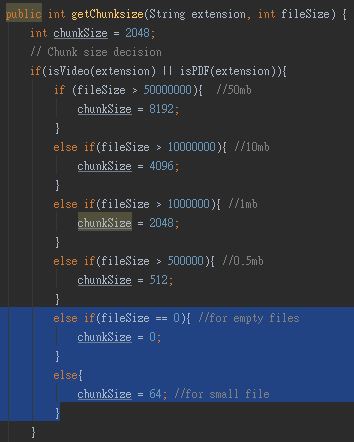 public int getChunksize(String extension, int fileSize) {
    int chunkSize = 2048;
    // Chunk size decision
    if(isVideo(extension) || isPDF(extension)){
        if (fileSize > 50000000){  //50mb
            chunkSize = 8192;
        }
        else if(fileSize > 10000000){ //10mb
            chunkSize = 4096;
        }
        else if(fileSize > 1000000){ //1mb
            chunkSize = 2048;
        }
        else if(fileSize > 500000){ //0.5mb
            chunkSize = 512;
        }
        else if(fileSize == 0){ //for empty files
            chunkSize = 0;
        }
        else{
            chunkSize = 64; //for small file
        }
    }